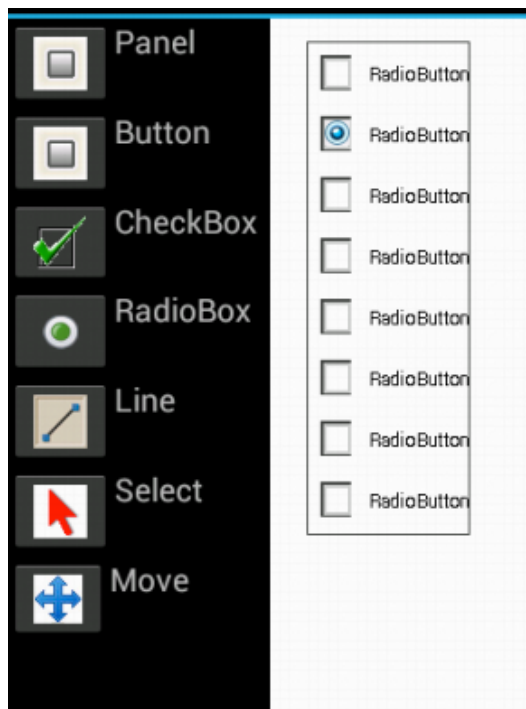 Panel
Button
CheckBox
RadioBox
Line
Select
Move
RadioButton
RadioButton
RadioButton
RadioButton
RadioButton
RadioButton
RadioButton
RadioButton